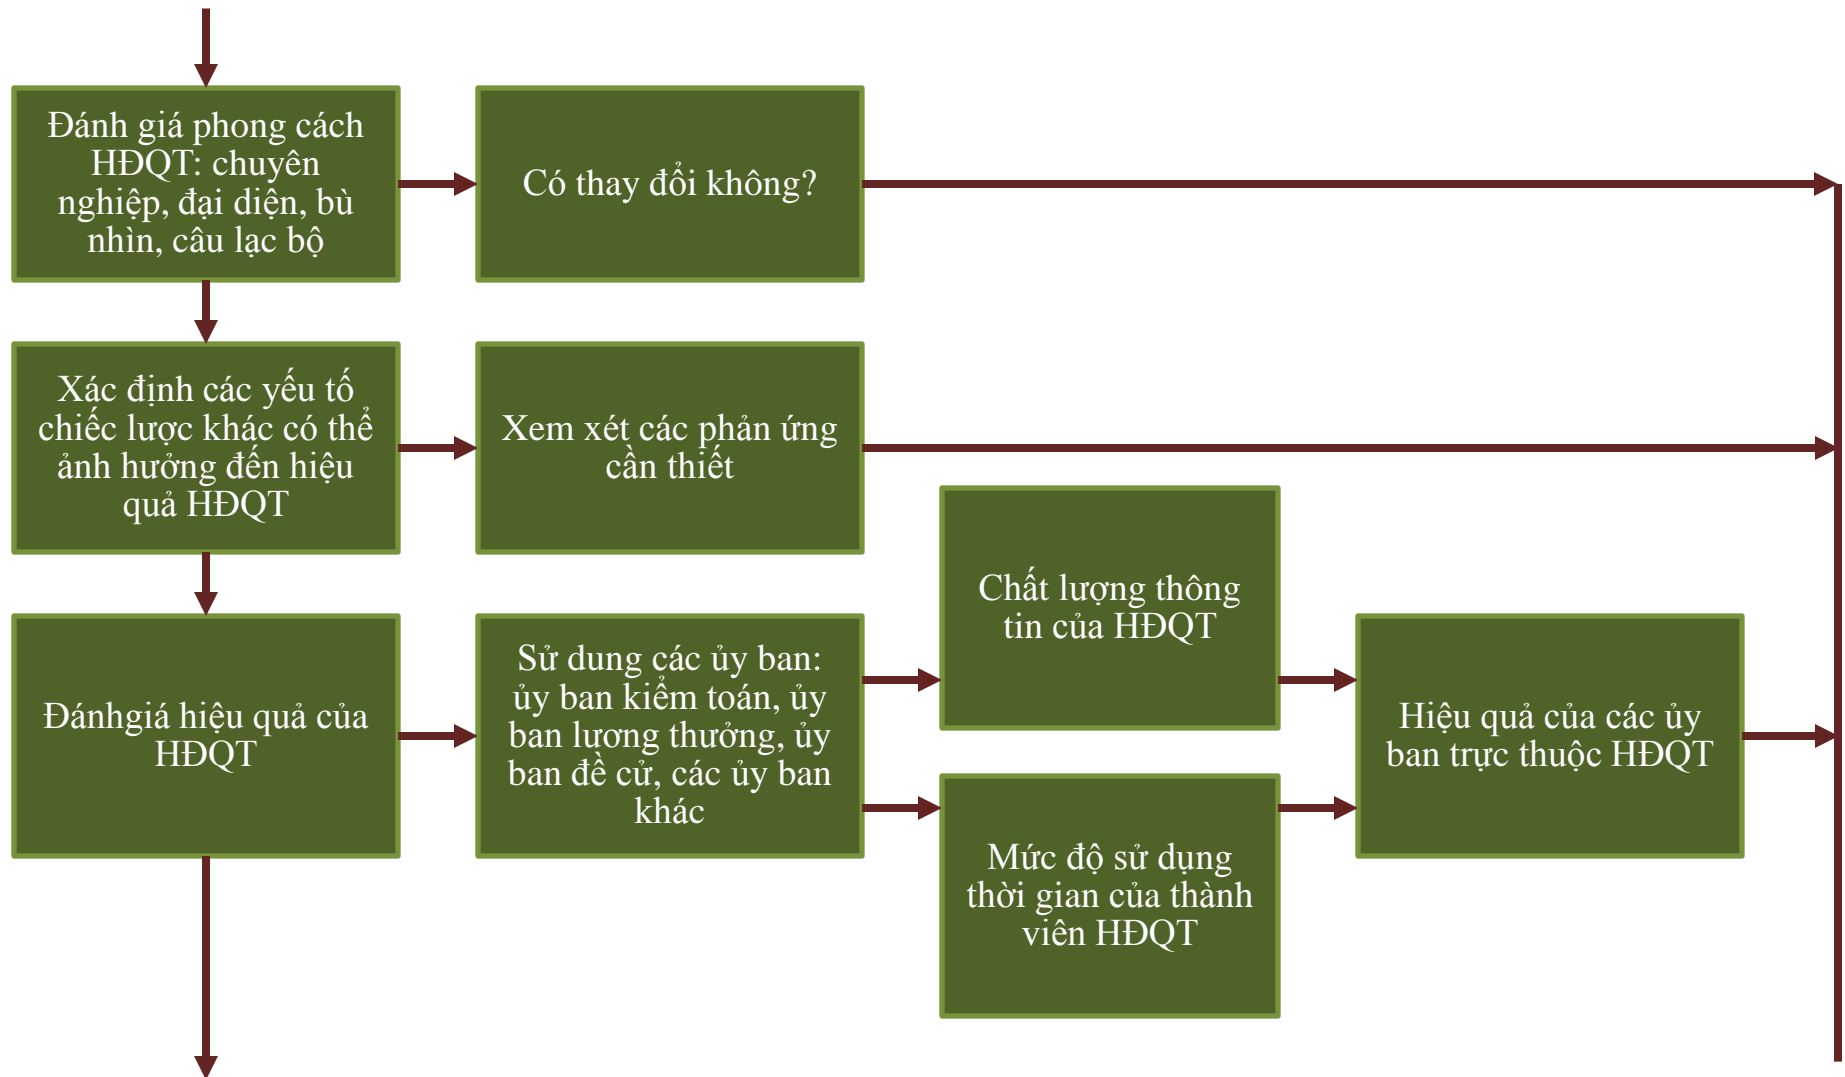 Đánh giá phong cách
HĐQT: chuyên
nghiệp, đại diện, bù
nhìn, câu lạc bộ
Có thay đổi không?
Xác định các yếu tố
chiếc lược khác có thể
ảnh hưởng đến hiệu
quả HĐQT
Xem xét các phản ứng
cần thiết
Đánhgiá hiệu quả của
HĐQT
Sử dung các ủy ban:
ủy ban kiểm toán, ủy
ban lương thưởng, ủy
ban đề cử, các ủy ban
khác
Chất lượng thông
tin của HĐQT
Mức độ sử dụng
thời gian của thành
viên HĐQT
Hiệu quả của các ủy
ban trực thuộc HĐQT